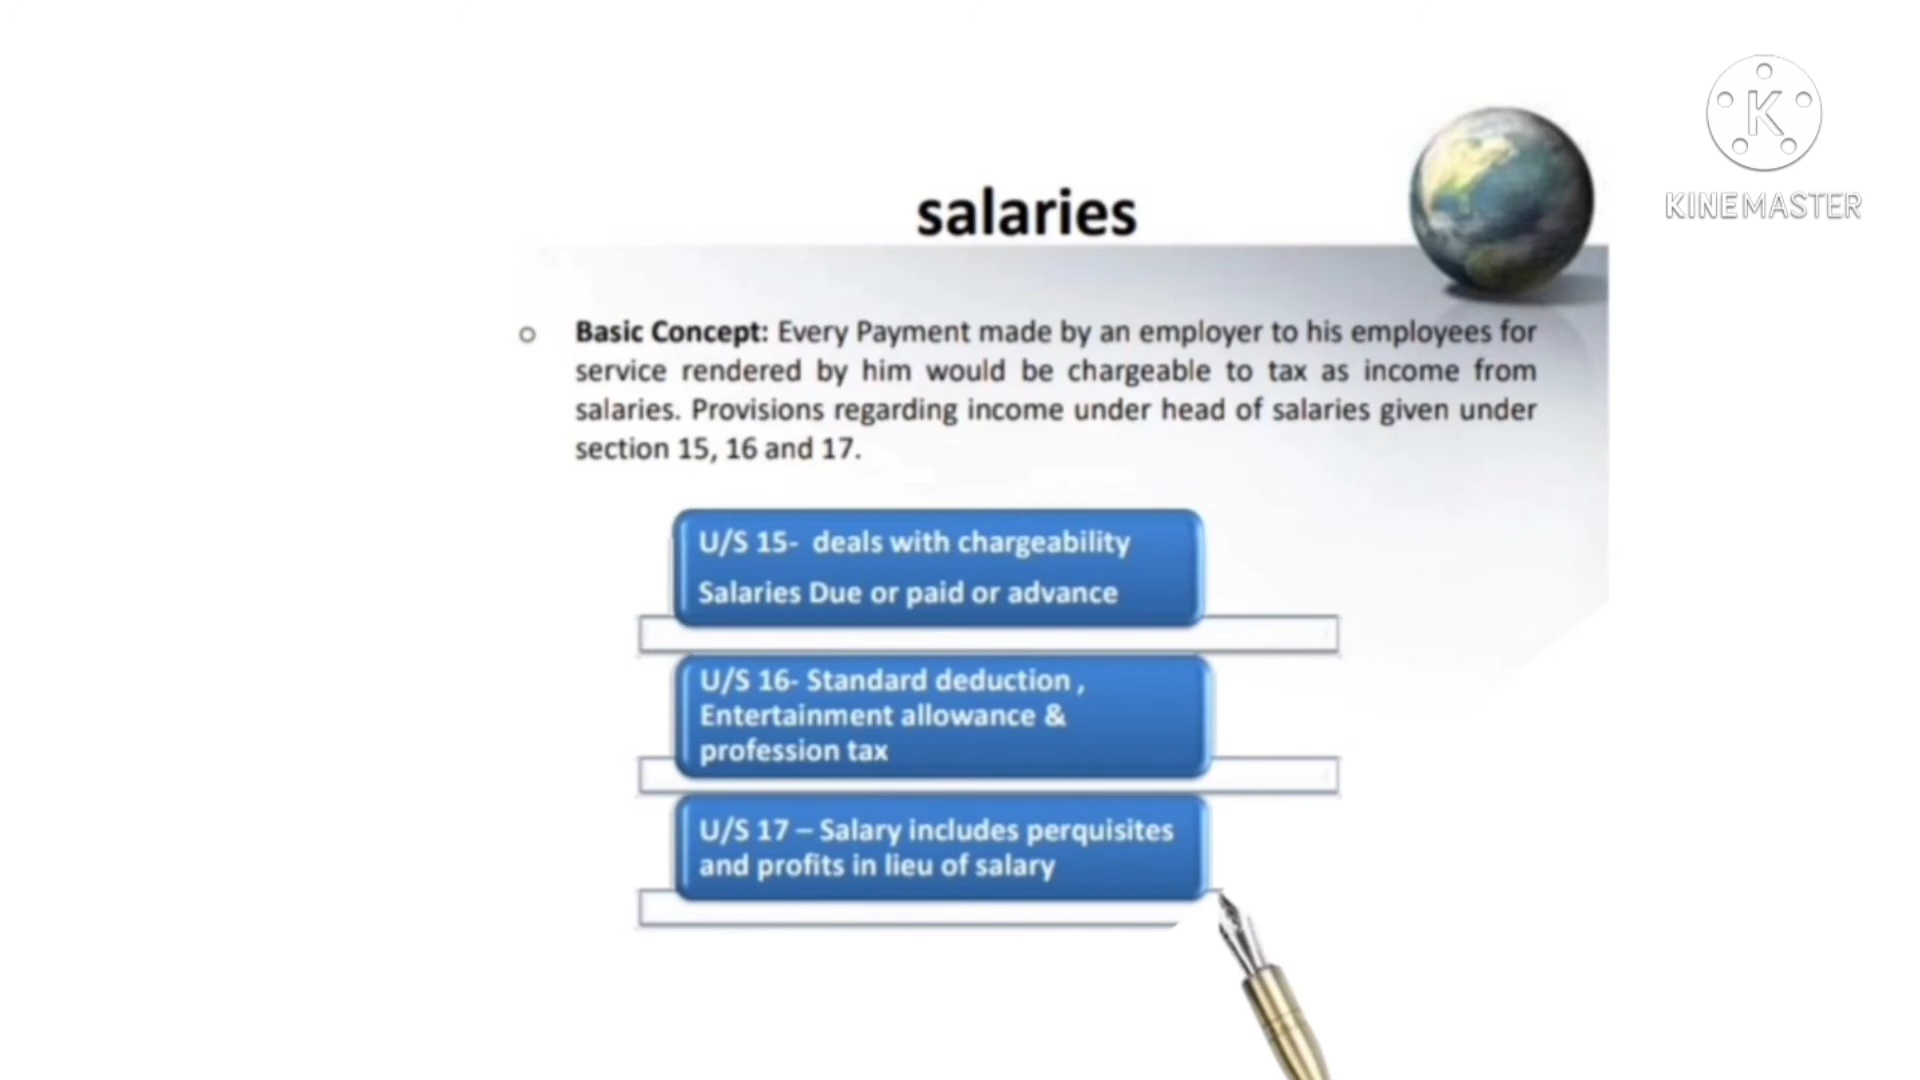 K
KINEMASTER
salaries
o Basic Concept: Every Payment made by an employer to his employees for
service rendered by him would be chargeable to tax as income from
salaries. Provisions regarding income under head of salaries given under
section 15, 16 and 17.
U/S 15- deals with chargeability
Salaries Due or paid or advance
U/S 16- Standard deduction ,
Entertainment allowance &
profession tax
U/S 17 – Salary includes perquisites
and profits in lieu of salary